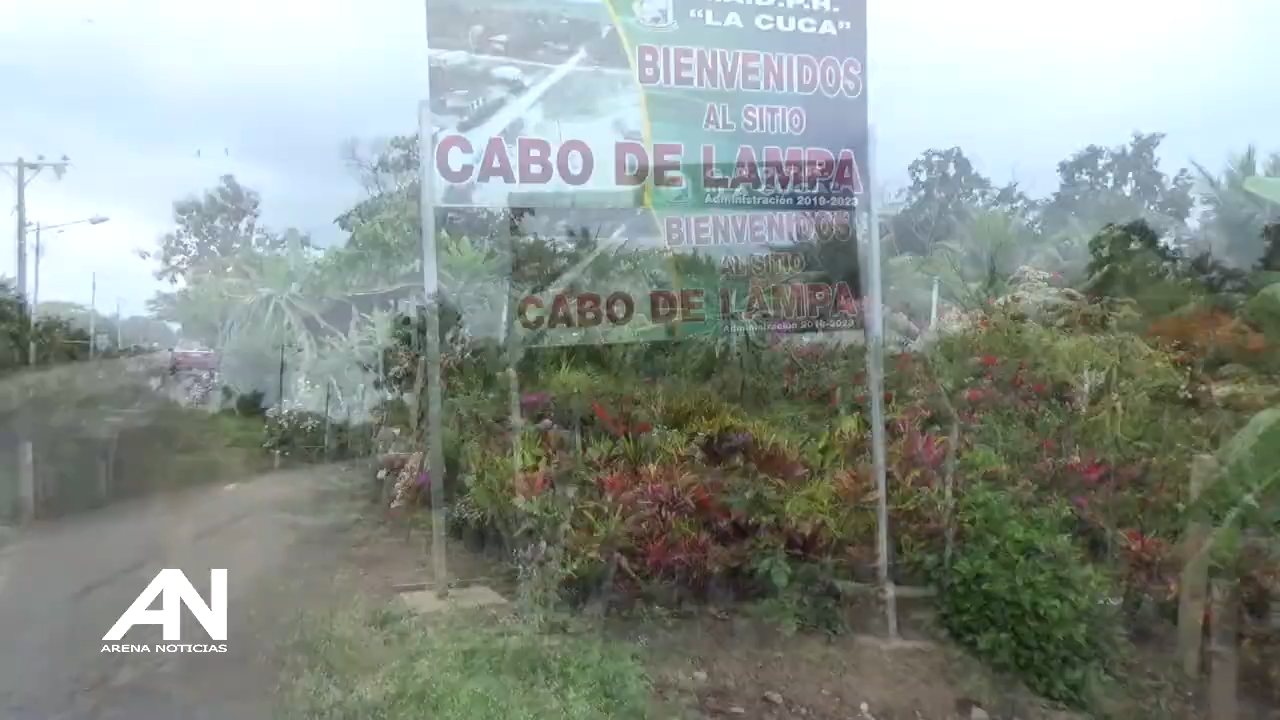 "LA CUCA"
BIENVENIDOS
AL SITIO
CABO DE LAMPA
Administración 2019-2023
BIENVENIDOS
AL SITIO
CABO DE LAMPA
Administración 2019-2023
AN
ARENA NOTICIAS